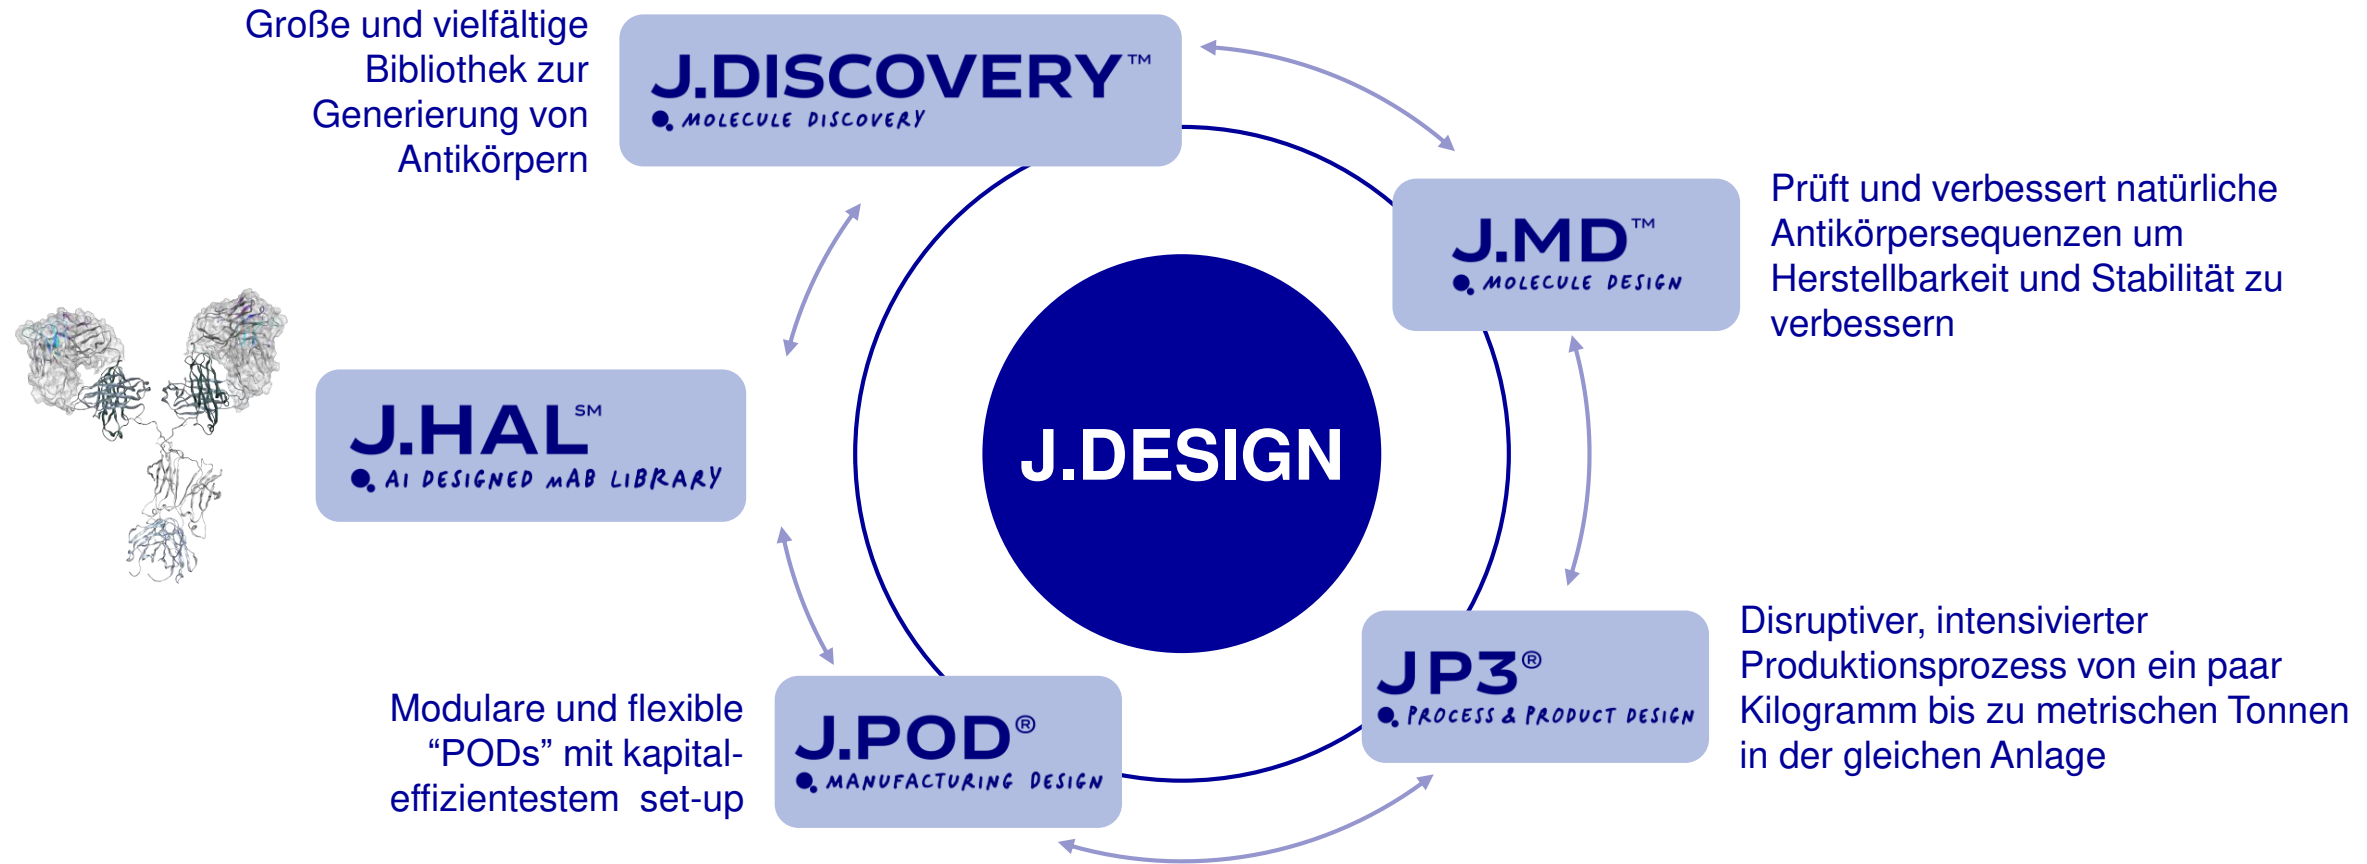 Große und vielfältige
Bibliothek zur
Generierung von
Antikörpern
J.DISCOVERY™
MOLECULE DISCOVERY
J.MD™
MOLECULE DESIGN
Prüft und verbessert natürliche
Antikörpersequenzen um
Herstellbarkeit und Stabilität zu
verbessern
J.HAL℠
AI DESIGNED mAB LIBRARY
J.DESIGN
JP3®
PROCESS & PRODUCT DESIGN
Disruptiver, intensivierter
Produktionsprozess von ein paar
Kilogramm bis zu metrischen Tonnen
in der gleichen Anlage
Modulare und flexible
“PODs” mit kapital-
effizientestem set-up
J.POD®
MANUFACTURING DESIGN